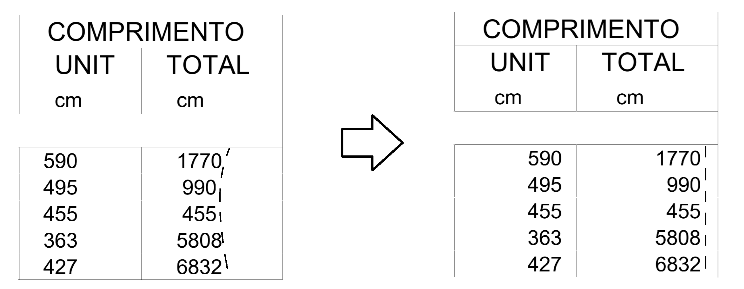 COMPRIMENTO
UNIT TOTAL
cm cm
590 1770
495 990
455 455
363 5808
427 6832
COMPRIMENTO
UNIT TOTAL
cm cm
590 1770
495 990
455 455
363 5808
427 6832